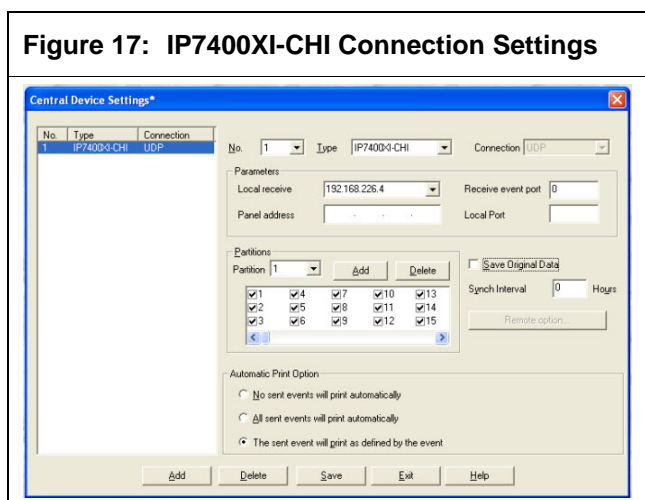 Figure 17: IP7400XI-CHI Connection Settings
Central Device Settings*
No. Type Connection
1 IP7400XI-CHI UDP
No. 1 Type IP7400XI-CHI Connection UDP
Parameters
Local receive 192.168.226.4 Receive event port 0
Panel address . . . Local Port
Partitions
Partition 1 Add Delete
1 4 7 10 13
2 5 8 11 14
3 6 9 12 15
Save Original Data
Synch Interval 0 Hours
Remote option...
Automatic Print Option
No sent events will print automatically
All sent events will print automatically
The sent event will print as defined by the event
Add Delete Save Exit Help